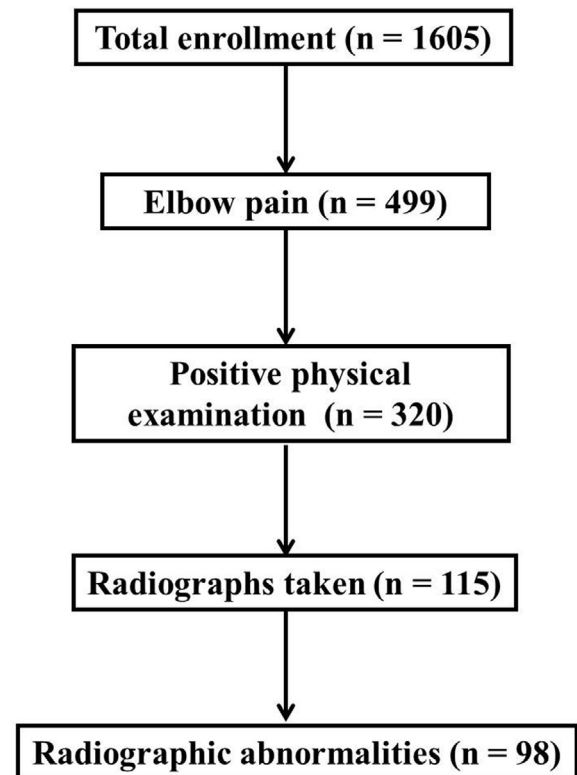 Total enrollment (n = 1605)
Elbow pain (n = 499)
Positive physical
examination (n = 320)
Radiographs taken (n = 115)
Radiographic abnormalities (n = 98)